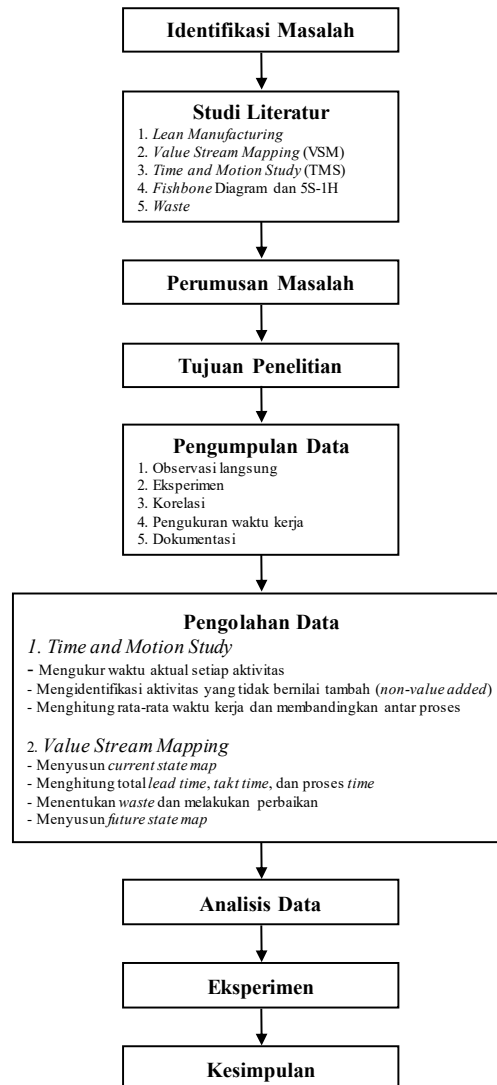 Identifikasi Masalah
Studi Literatur
1. Lean Manufacturing
2. Value Stream Mapping (VSM)
3. Time and Motion Study (TMS)
4. Fishbone Diagram dan 5S-1H
5. Waste
Perumusan Masalah
Tujuan Penelitian
Pengumpulan Data
1. Observasi langsung
2. Eksperimen
3. Korelasi
4. Pengukuran waktu kerja
5. Dokumentasi
Pengolahan Data
1. Time and Motion Study
- Mengukur waktu aktual setiap aktivitas
- Mengidentifikasi aktivitas yang tidak bernilai tambah (non-value added)
- Menghitung rata-rata waktu kerja dan membandingkan antar proses
2. Value Stream Mapping
- Menyusun current state map
- Menghitung total lead time, takt time, dan proses time
- Menentukan waste dan melakukan perbaikan
- Menyusun future state map
Analisis Data
Eksperimen
Kesimpulan